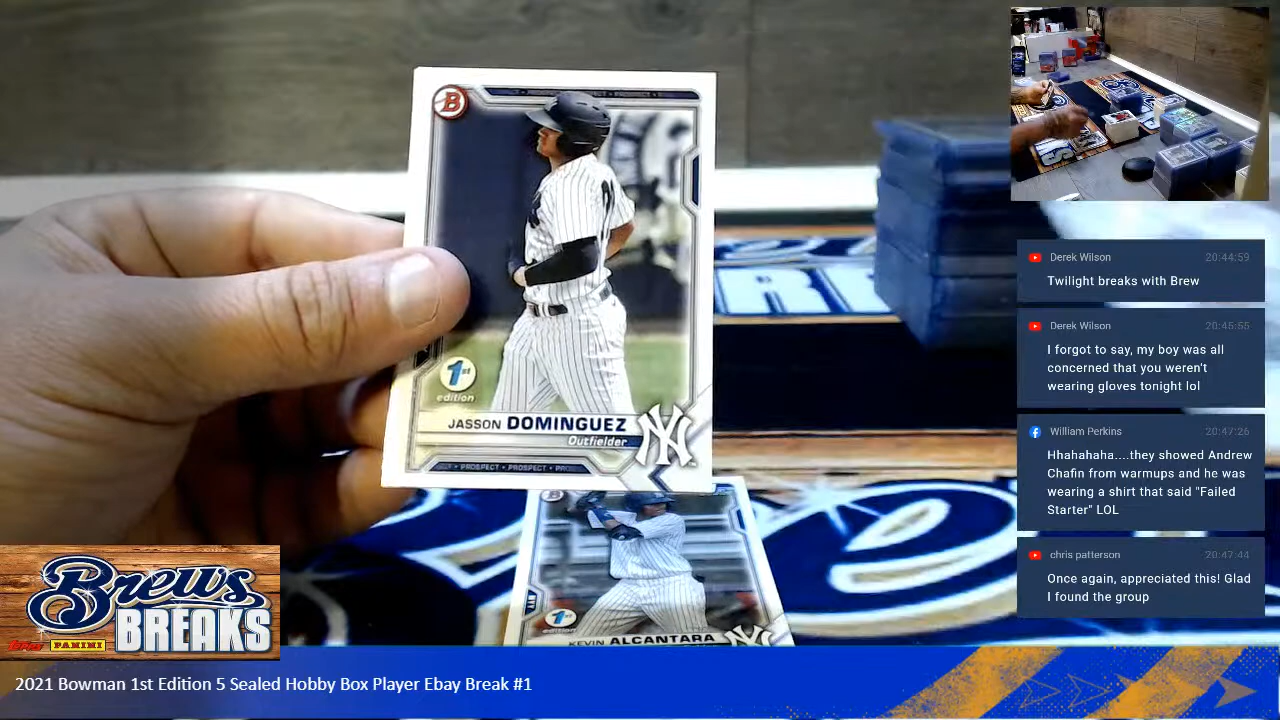 B
1st
edition
JASSON DOMINGUEZ
Outfielder
NY
PROSPECT • PROSPECT
B
1st
edition
KEVIN ALCANTARA
Derek Wilson 20:44:59
Twilight breaks with Brew
Derek Wilson 20:45:55
I forgot to say, my boy was all
concerned that you weren't
wearing gloves tonight lol
William Perkins 20:47:26
Hhahahaha....they showed Andrew
Chafin from warmups and he was
wearing a shirt that said "Failed
Starter" LOL
chris patterson 20:47:44
Once again, appreciated this! Glad
I found the group
Brews
BREAKS
Topps PANINI
2021 Bowman 1st Edition 5 Sealed Hobby Box Player Ebay Break #1